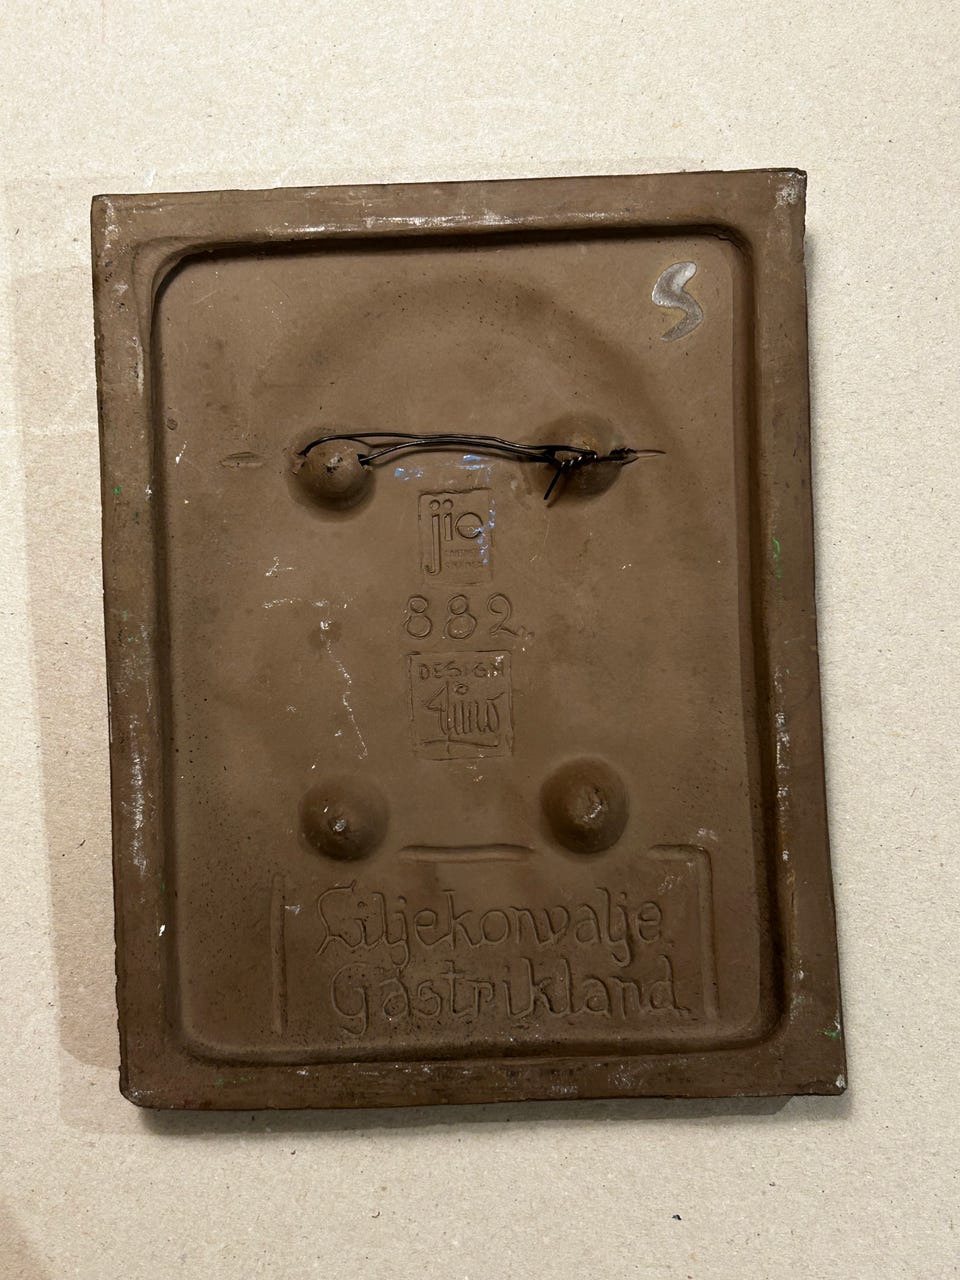 S
jie
882
DESIGN
Liljekonvalje
Gästrikland